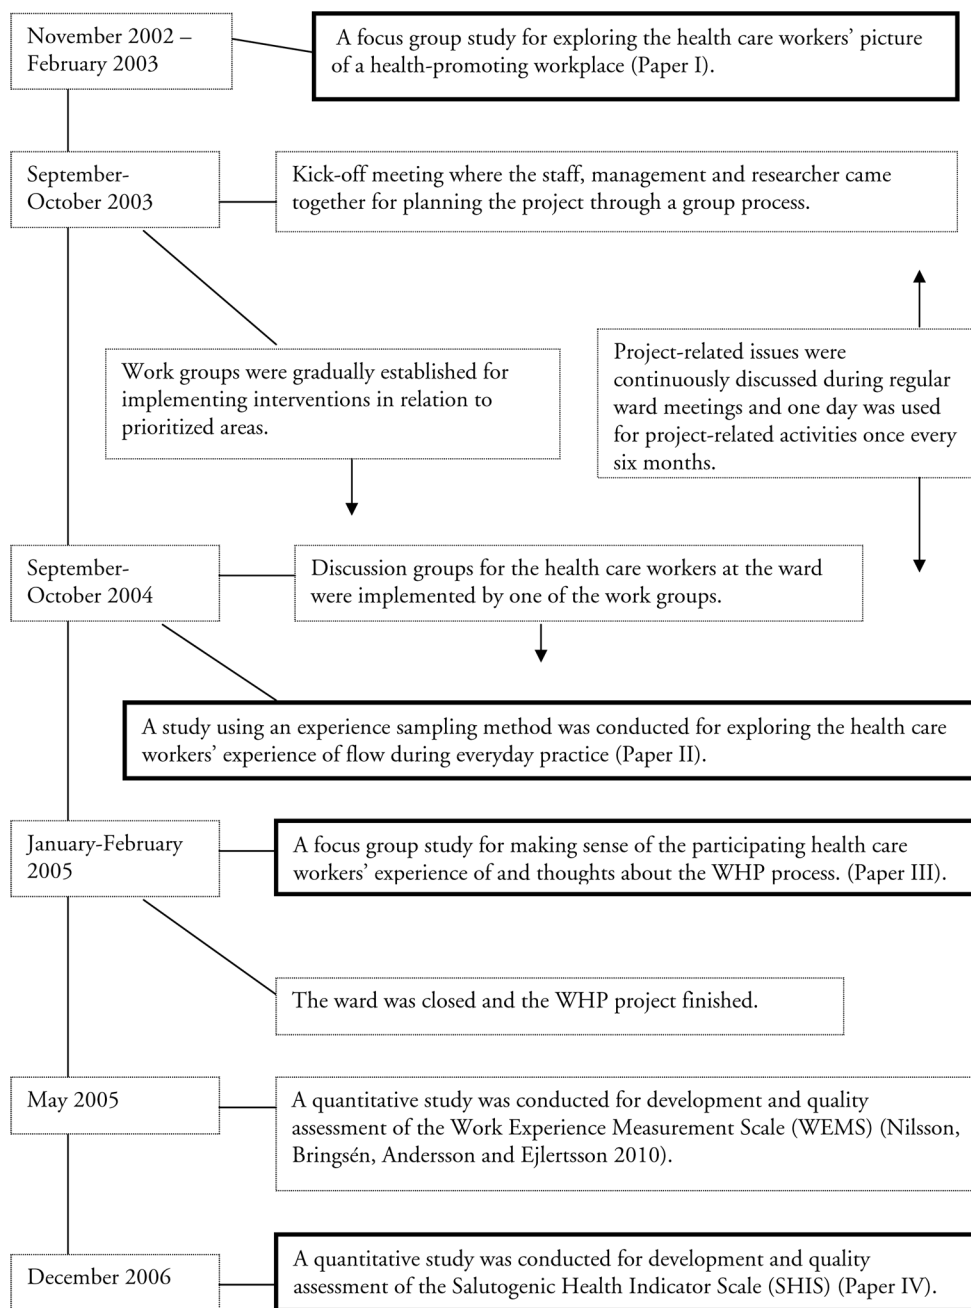 November 2002 –
February 2003
A focus group study for exploring the health care workers’ picture
of a health-promoting workplace (Paper I).
September-
October 2003
Kick-off meeting where the staff, management and researcher came
together for planning the project through a group process.
Work groups were gradually established for
implementing interventions in relation to
prioritized areas.
Project-related issues were
continuously discussed during regular
ward meetings and one day was used
for project-related activities once every
six months.
September-
October 2004
Discussion groups for the health care workers at the ward
were implemented by one of the work groups.
A study using an experience sampling method was conducted for exploring the health care
workers’ experience of flow during everyday practice (Paper II).
January-February
2005
A focus group study for making sense of the participating health care
workers’ experience of and thoughts about the WHP process. (Paper III).
The ward was closed and the WHP project finished.
May 2005
A quantitative study was conducted for development and quality
assessment of the Work Experience Measurement Scale (WEMS) (Nilsson,
Bringsén, Andersson and Ejlertsson 2010).
December 2006
A quantitative study was conducted for development and quality
assessment of the Salutogenic Health Indicator Scale (SHIS) (Paper IV).